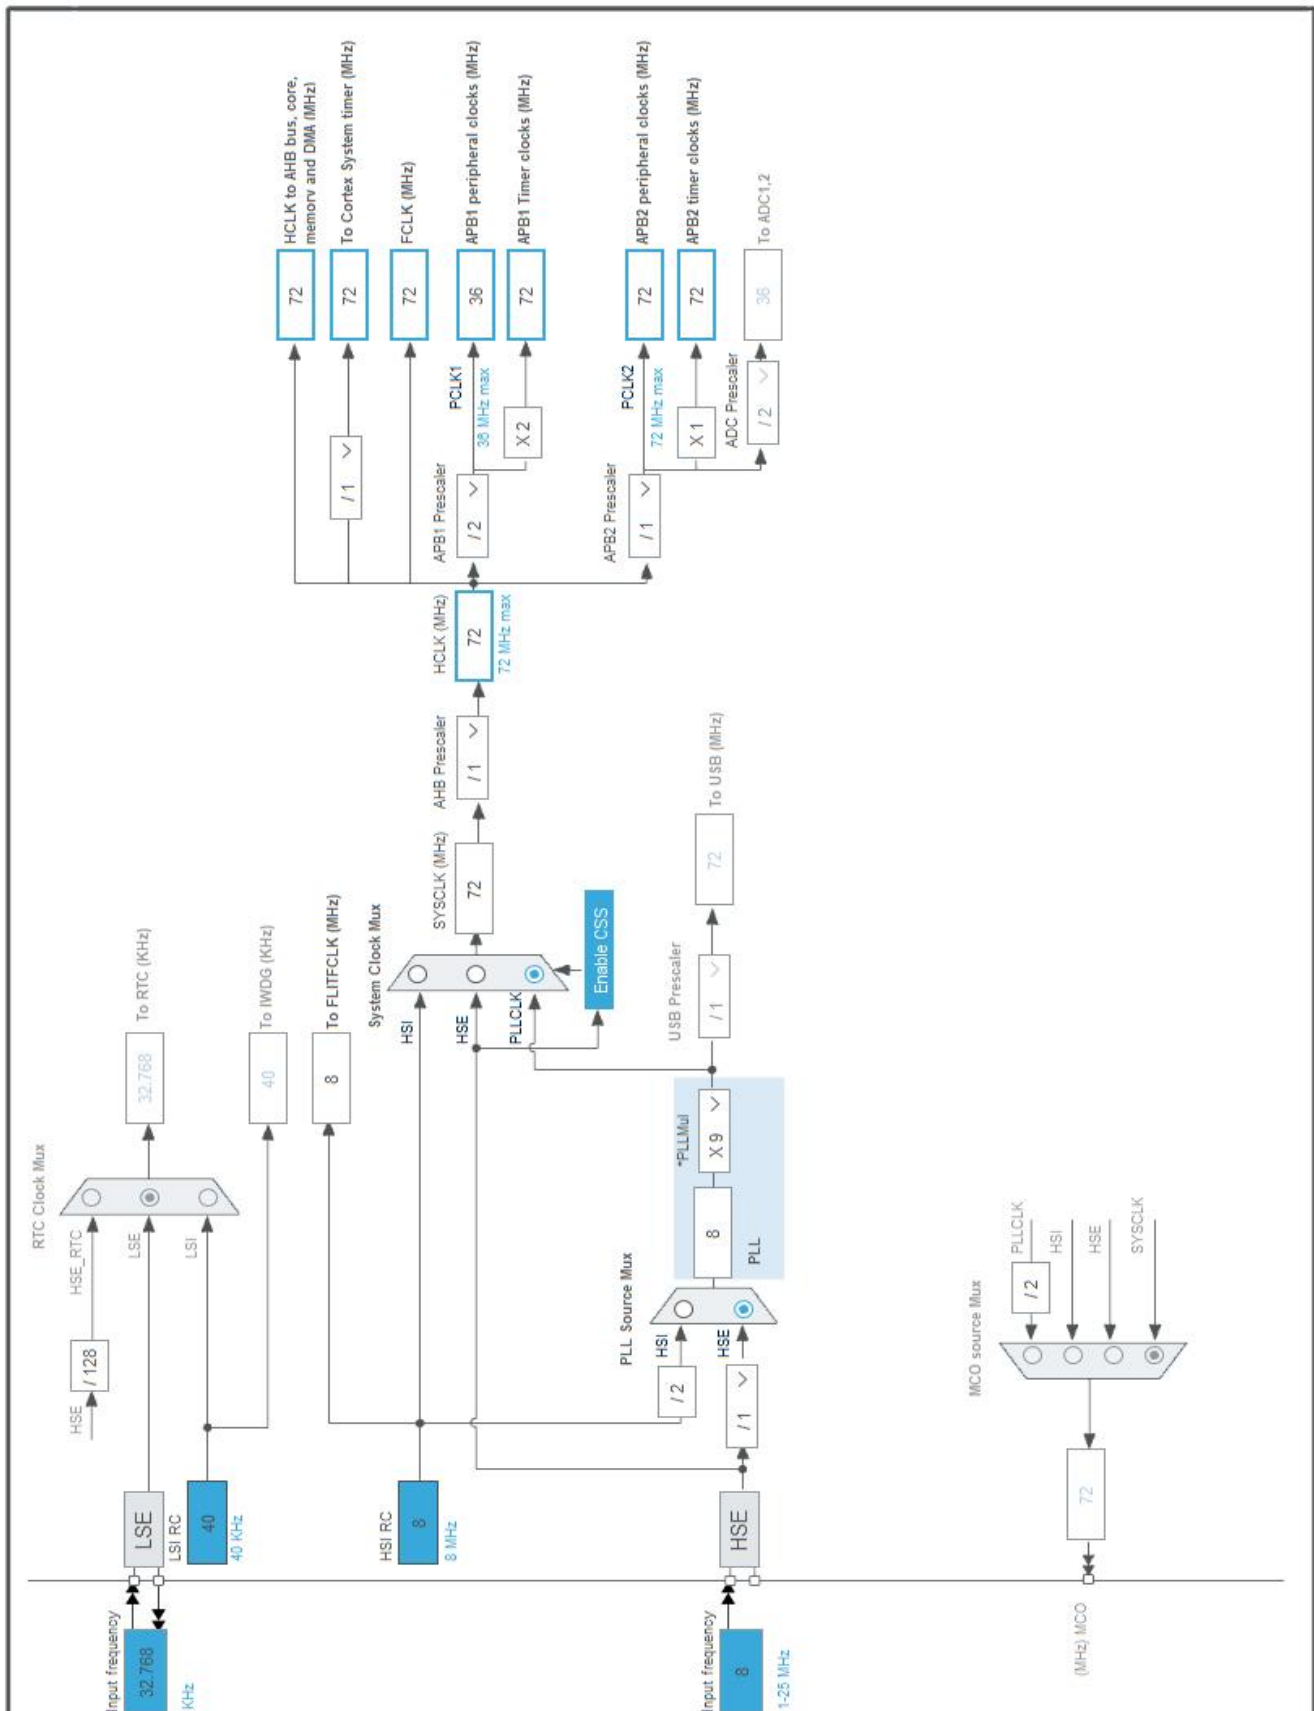 RTC Clock Mux
HSE
/ 128
HSE_RTC
Input frequency
32.768
KHz
LSE
LSE
32.768
To RTC (KHz)
LSI RC
40
40 KHz
LSI
40
To IWDG (KHz)
8
To FLITFCLK (MHz)
HSI RC
8
8 MHz
System Clock Mux
HSI
HSE
PLLCLK
Enable CSS
SYSCLK (MHz)
72
AHB Prescaler
/ 1
HCLK (MHz)
72
72 MHz max
72
HCLK to AHB bus, core,
memory and DMA (MHz)
/ 1
72
To Cortex System timer (MHz)
72
FCLK (MHz)
APB1 Prescaler
/ 2
PCLK1
36 MHz max
36
APB1 peripheral clocks (MHz)
X 2
72
APB1 Timer clocks (MHz)
APB2 Prescaler
/ 1
PCLK2
72 MHz max
72
APB2 peripheral clocks (MHz)
X 1
72
APB2 timer clocks (MHz)
ADC Prescaler
/ 2
36
To ADC1,2
PLL Source Mux
/ 2
HSI
Input frequency
8
1-25 MHz
HSE
/ 1
HSE
8
*PLLMul
X 9
PLL
USB Prescaler
/ 1
72
To USB (MHz)
MCO source Mux
(MHz) MCO
72
/ 2
PLLCLK
HSI
HSE
SYSCLK